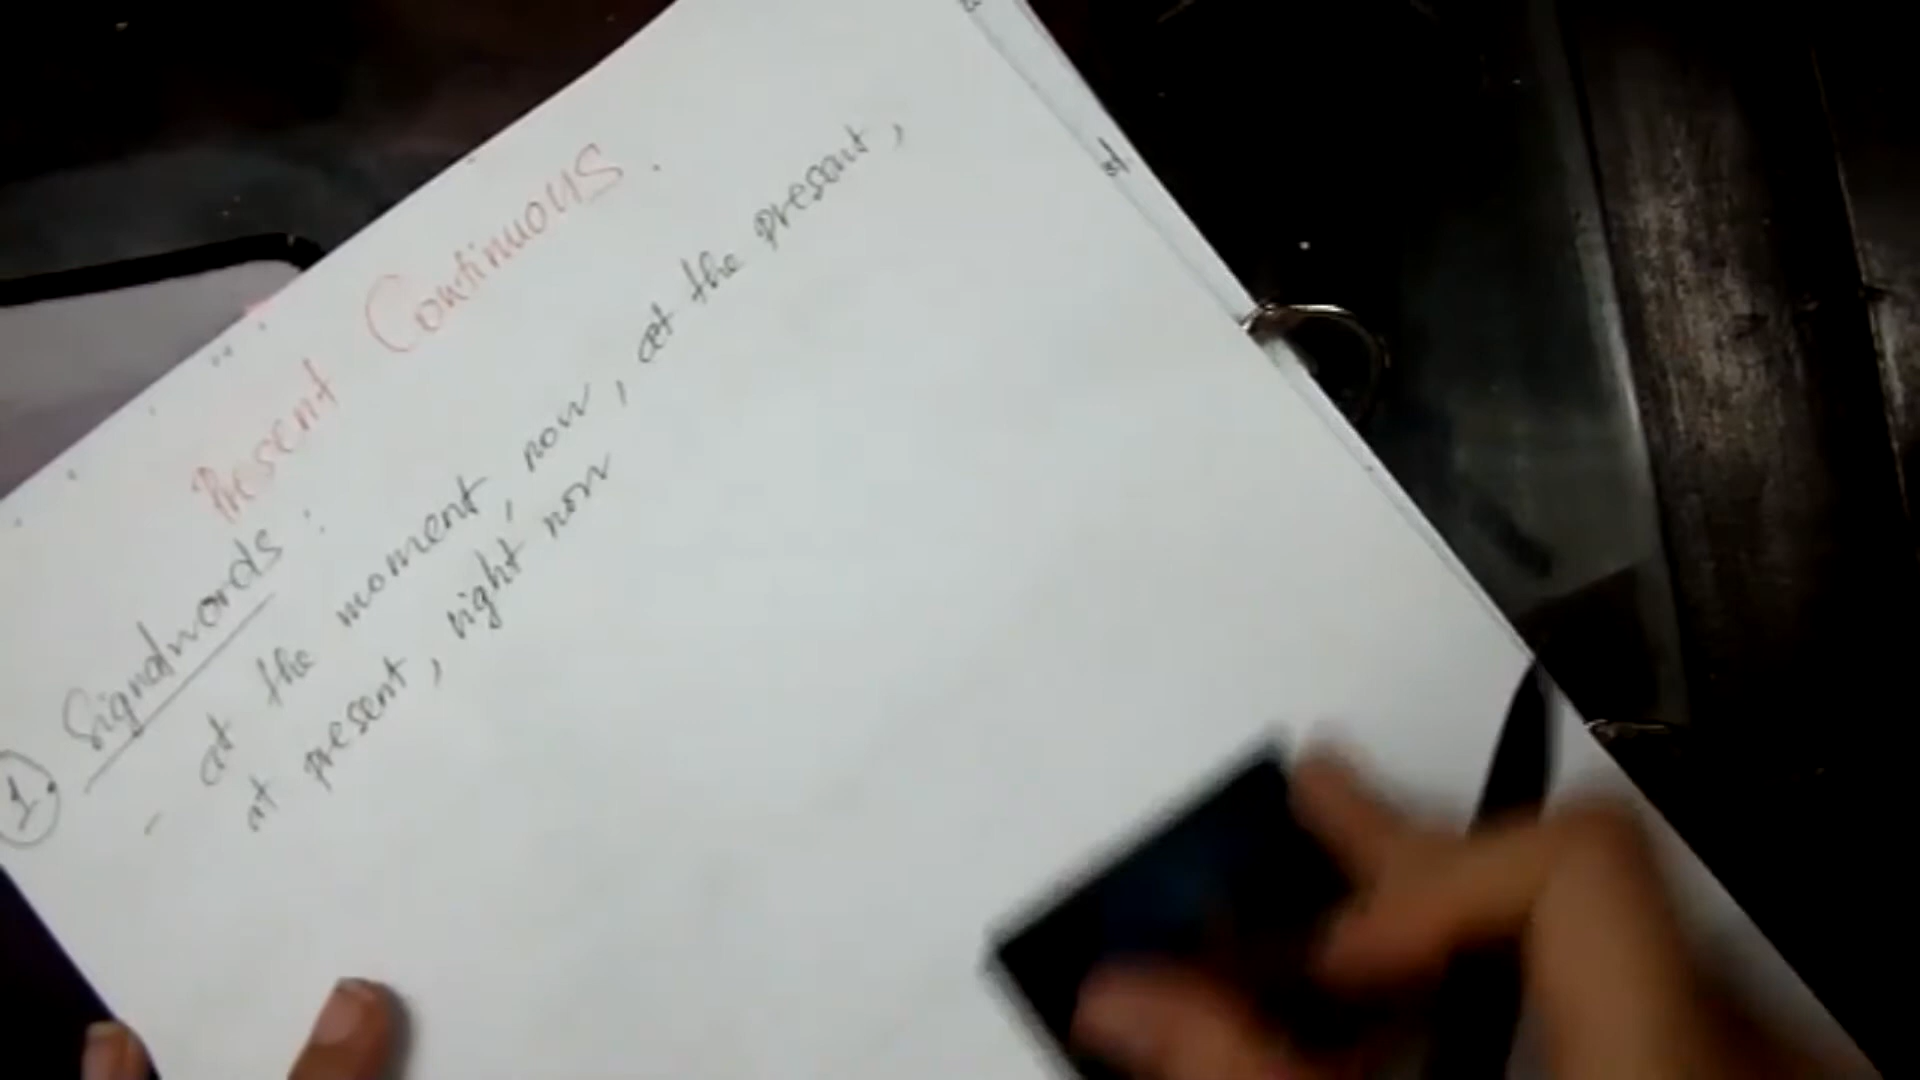 Present Continuous.
1. Signalwords:
- at the moment, now, at the present,
at present, right now